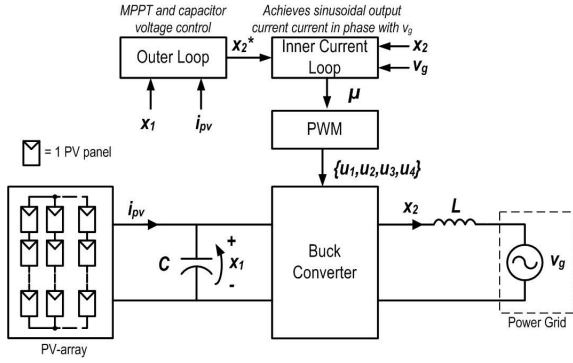 MPPT and capacitor
voltage control
Achieves sinusoidal output
current current in phase with vg
Outer Loop
x2*
Inner Current
Loop
x2
vg
x1
ipv
μ
PWM
= 1 PV panel
{u1,u2,u3,u4}
ipv
C
+
x1
-
Buck
Converter
x2
L
vg
PV-array
Power Grid